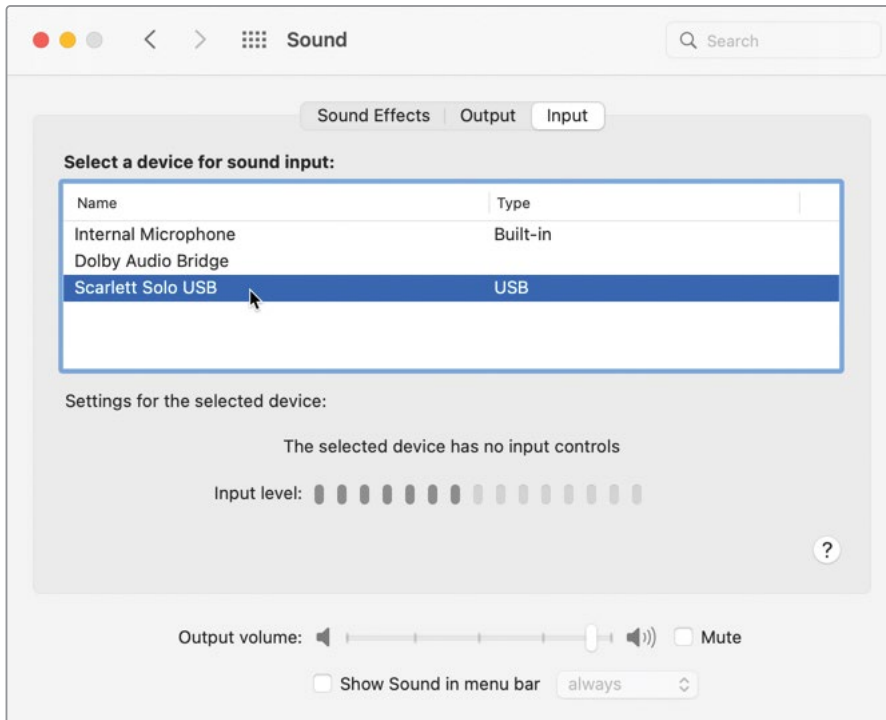 Sound
Search
Sound Effects Output Input
Select a device for sound input:
Name Type
Internal Microphone Built-in
Dolby Audio Bridge
Scarlett Solo USB USB
Settings for the selected device:
The selected device has no input controls
Input level:
?
Output volume: Mute
Show Sound in menu bar always